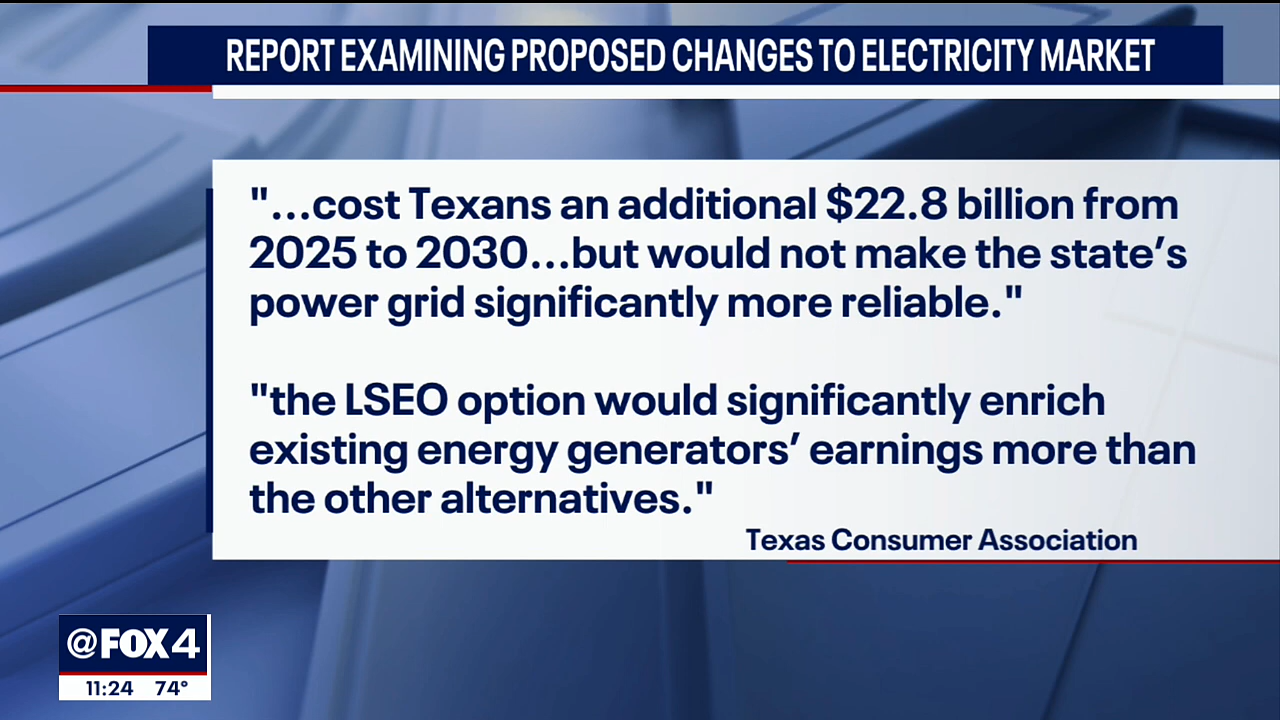 REPORT EXAMINING PROPOSED CHANGES TO ELECTRICITY MARKET
"...cost Texans an additional $22.8 billion from
2025 to 2030...but would not make the state’s
power grid significantly more reliable."
"the LSEO option would significantly enrich
existing energy generators’ earnings more than
the other alternatives."
Texas Consumer Association
@FOX 4
11:24 74°